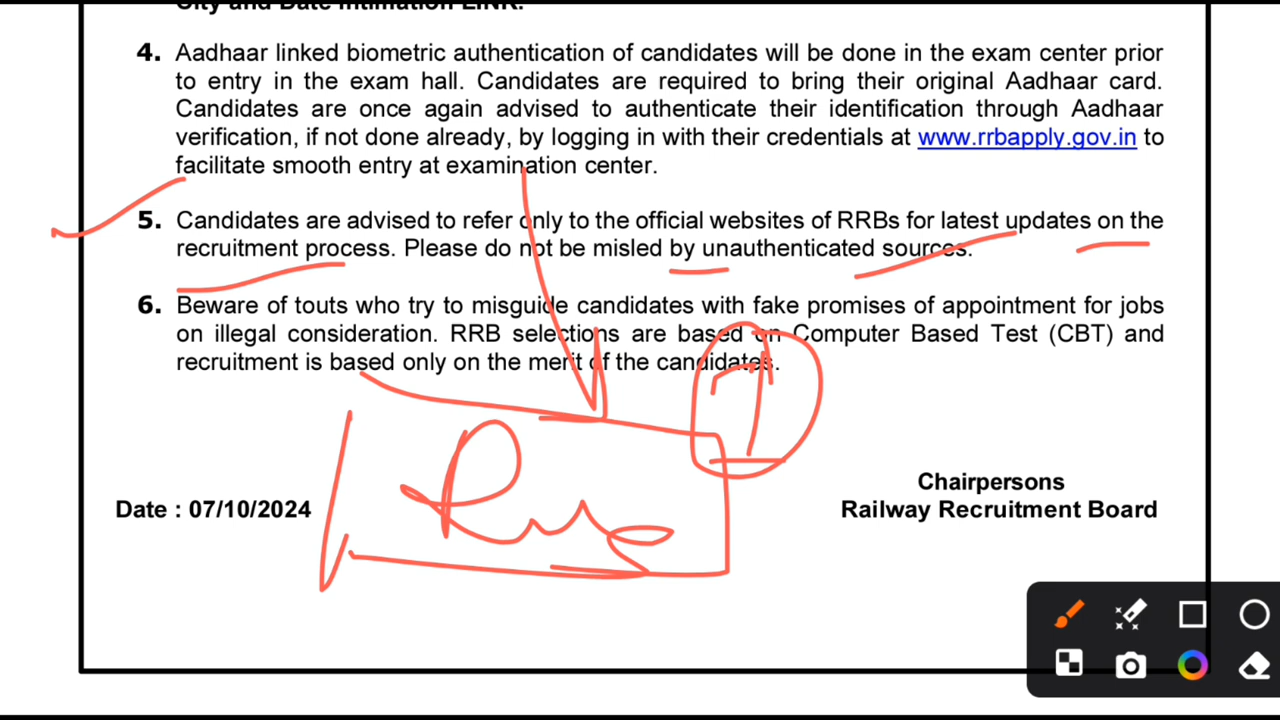 City and Date Intimation LINK.
4. Aadhaar linked biometric authentication of candidates will be done in the exam center prior
to entry in the exam hall. Candidates are required to bring their original Aadhaar card.
Candidates are once again advised to authenticate their identification through Aadhaar
verification, if not done already, by logging in with their credentials at www.rrbapply.gov.in to
facilitate smooth entry at examination center.
5. Candidates are advised to refer only to the official websites of RRBs for latest updates on the
recruitment process. Please do not be misled by unauthenticated sources.
6. Beware of touts who try to misguide candidates with fake promises of appointment for jobs
on illegal consideration. RRB selections are based on Computer Based Test (CBT) and
recruitment is based only on the merit of the candidates.
Chairpersons
Date : 07/10/2024 Railway Recruitment Board